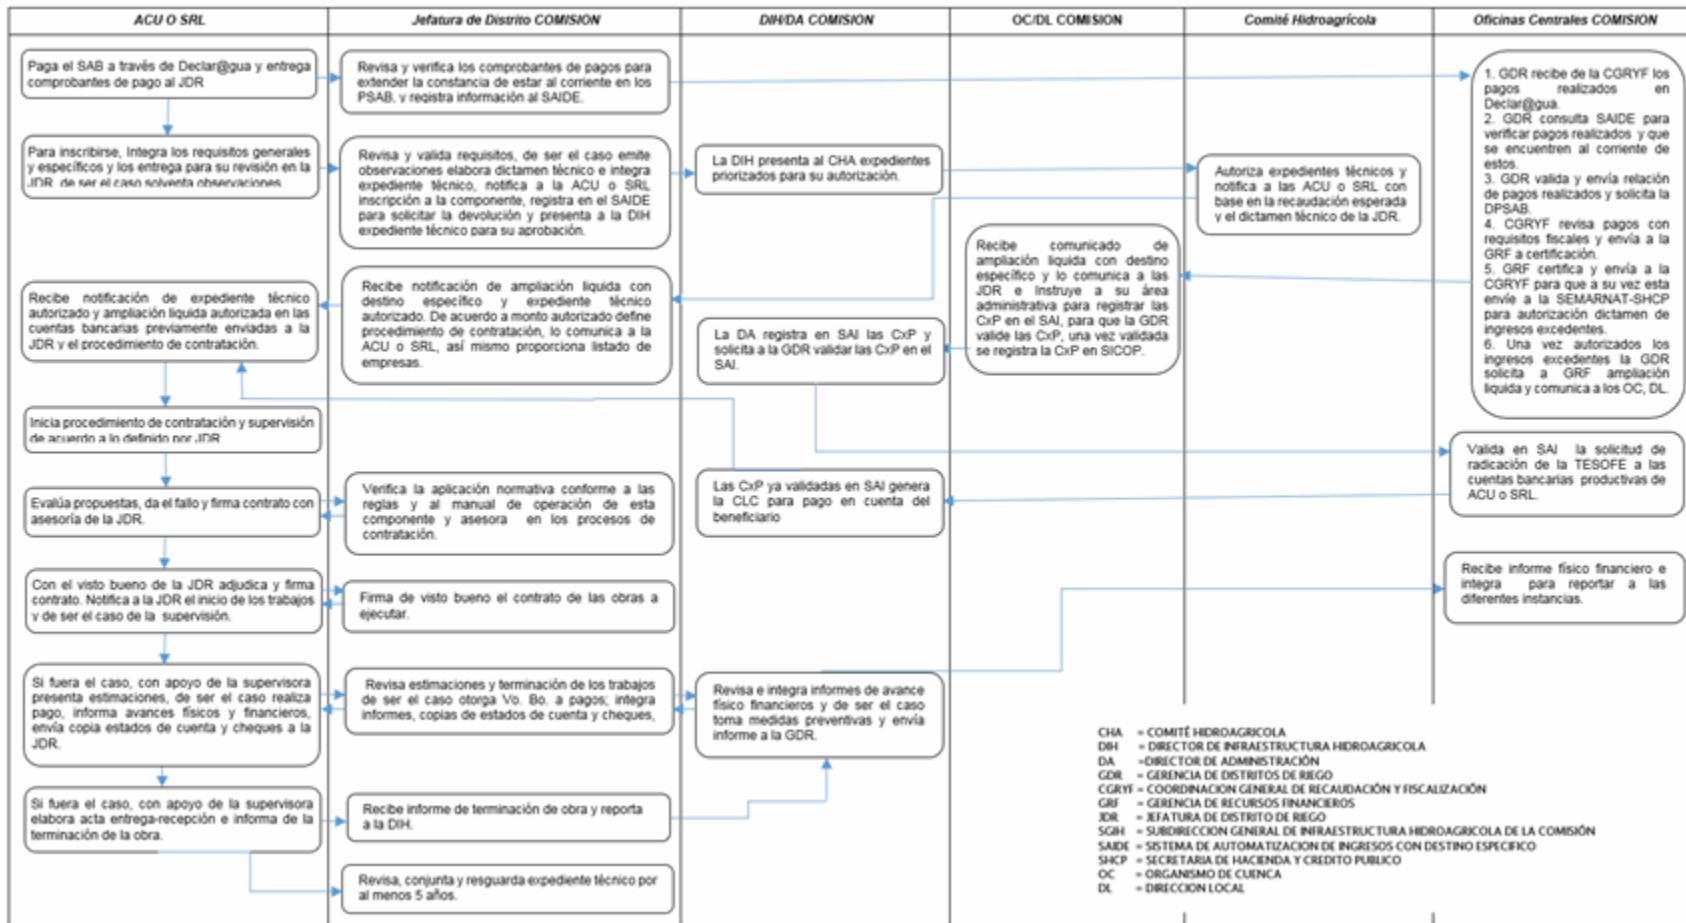 ACU O SRL
Jefatura de Distrito COMISION
DIH/DA COMISION
OC/DL COMISION
Comité Hidroagrícola
Oficinas Centrales COMISION
Paga el SAB a través de Declar@gua y entrega
comprobantes de pago al JDR
Revisa y verifica los comprobantes de pagos para
extender la constancia de estar al corriente en los
PSAB, y registra información al SAIDE.
1. GDR recibe de la CGRYF los
pagos realizados en
Declar@gua.
2. GDR consulta SAIDE para
verificar pagos realizados y que
se encuentren al corriente de
estos.
3. GDR valida y envía relación
de pagos realizados y solicita la
DPSAB.
4. CGRYF revisa pagos con
requisitos fiscales y envía a la
GRF a certificación.
5. GRF certifica y envía a la
CGRYF para que a su vez esta
envíe a la SEMARNAT-SHCP
para autorización dictamen de
ingresos excedentes.
6. Una vez autorizados los
ingresos excedentes la GDR
solicita a GRF ampliación
liquida y comunica a los OC, DL.
Para inscribirse, Integra los requisitos generales
y específicos y los entrega para su revisión en la
JDR, de ser el caso solventa observaciones
Revisa y valida requisitos, de ser el caso emite
observaciones elabora dictamen técnico e integra
expediente técnico, notifica a la ACU o SRL
inscripción a la componente, registra en el SAIDE
para solicitar la devolución y presenta a la DIH
expediente técnico para su aprobación.
La DIH presenta al CHA expedientes
priorizados para su autorización.
Autoriza expedientes técnicos y
notifica a las ACU o SRL con
base en la recaudación esperada
y el dictamen técnico de la JDR.
Recibe comunicado de
ampliación liquida con destino
específico y lo comunica a las
JDR e Instruye a su área
administrativa para registrar las
CxP en el SAI, para que la GDR
valide las CxP, una vez validada
se registra la CxP en SICOP.
Recibe notificación de expediente técnico
autorizado y ampliación liquida autorizada en las
cuentas bancarias previamente enviadas a la
JDR y el procedimiento de contratación.
Recibe notificación de ampliación liquida con
destino específico y expediente técnico
autorizado. De acuerdo a monto autorizado define
procedimiento de contratación, lo comunica a la
ACU o SRL, así mismo proporciona listado de
empresas.
La DA registra en SAI las CxP y
solicita a la GDR validar las CxP en el
SAI.
Inicia procedimiento de contratación y supervisión
de acuerdo a lo definido por JDR
Valida en SAI la solicitud de
radicación de la TESOFE a las
cuentas bancarias productivas de
ACU o SRL.
Evalúa propuestas, da el fallo y firma contrato con
asesoría de la JDR.
Verifica la aplicación normativa conforme a las
reglas y al manual de operación de esta
componente y asesora en los procesos de
contratación.
Las CxP ya validadas en SAI genera
la CLC para pago en cuenta del
beneficiario
Con el visto bueno de la JDR adjudica y firma
contrato. Notifica a la JDR el inicio de los trabajos
y de ser el caso de la supervisión.
Firma de visto bueno el contrato de las obras a
ejecutar.
Recibe informe físico financiero e
integra para reportar a las
diferentes instancias.
Si fuera el caso, con apoyo de la supervisora
presenta estimaciones, de ser el caso realiza
pago, informa avances físicos y financieros,
envía copia estados de cuenta y cheques a la
JDR.
Revisa estimaciones y terminación de los trabajos
de ser el caso otorga Vo. Bo. a pagos; integra
informes, copias de estados de cuenta y cheques,
Revisa e integra informes de avance
físico financieros y de ser el caso
toma medidas preventivas y envía
informe a la GDR.
Si fuera el caso, con apoyo de la supervisora
elabora acta entrega-recepción e informa de la
terminación de la obra.
Recibe informe de terminación de obra y reporta
a la DIH.
Revisa, conjunta y resguarda expediente técnico por
al menos 5 años.
CHA = COMITÉ HIDROAGRICOLA
DIH = DIRECTOR DE INFRAESTRUCTURA HIDROAGRICOLA
DA =DIRECTOR DE ADMINISTRACIÓN
GDR = GERENCIA DE DISTRITOS DE RIEGO
CGRYF = COORDINACION GENERAL DE RECAUDACIÓN Y FISCALIZACIÓN
GRF = GERENCIA DE RECURSOS FINANCIEROS
JDR = JEFATURA DE DISTRITO DE RIEGO
SGIH = SUBDIRECCION GENERAL DE INFRAESTRUCTURA HIDROAGRICOLA DE LA COMISIÓN
SAIDE = SISTEMA DE AUTOMATIZACION DE INGRESOS CON DESTINO ESPECIFICO
SHCP = SECRETARIA DE HACIENDA Y CREDITO PUBLICO
OC = ORGANISMO DE CUENCA
DL = DIRECCION LOCAL